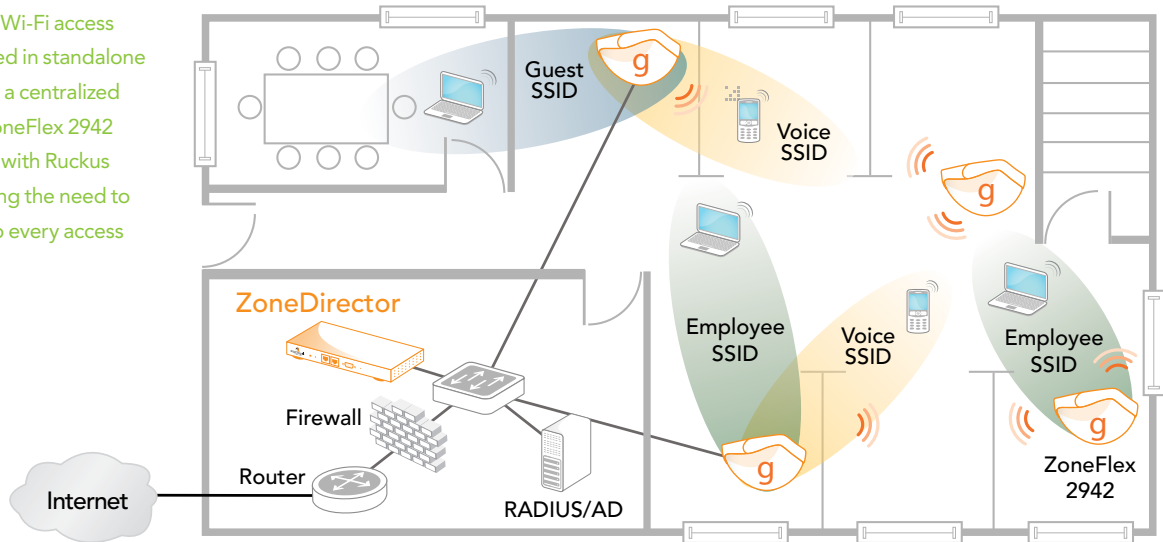 Wi-Fi access
ed in standalone
a centralized
oneFlex 2942
with Ruckus
ng the need to
o every access
Guest
SSID
g
Voice
SSID
g
ZoneDirector
Employee
SSID
Voice
SSID
Employee
SSID
Firewall
Router
Internet
RADIUS/AD
g
g
ZoneFlex
2942